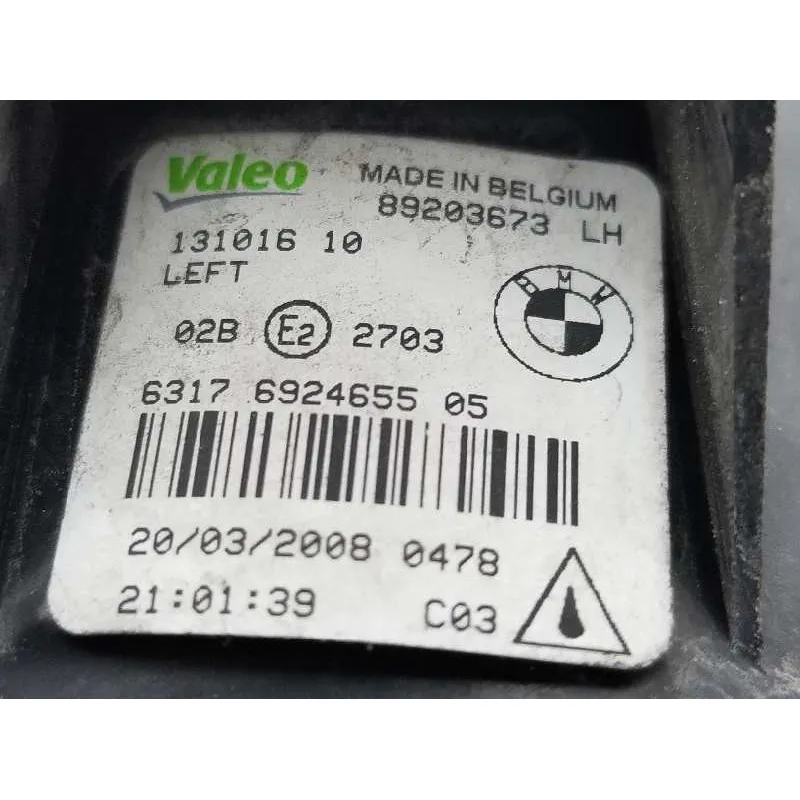 Valeo MADE IN BELGIUM
89203673 LH
131016 10
LEFT
BMW
02B E2 2703
6317 6924655 05
20/03/2008 0478
21:01:39 C03